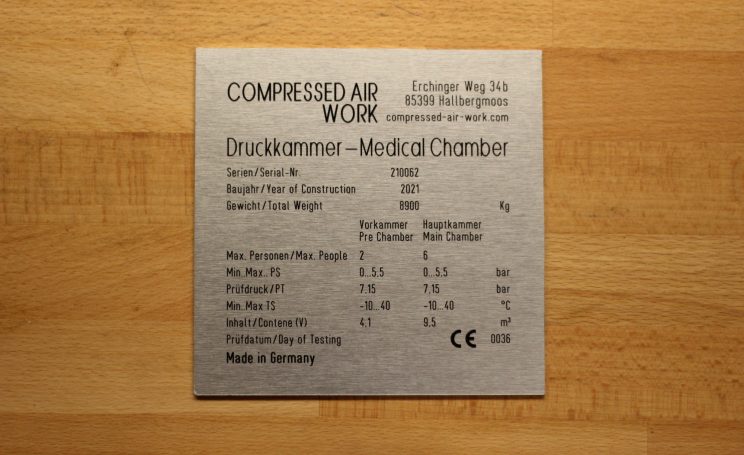 COMPRESSED AIR WORK
Erchinger Weg 34b
85399 Hallbergmoos
compressed-air-work.com
Druckkammer – Medical Chamber
Serien/Serial-Nr. 210062
Baujahr/Year of Construction 2021
Gewicht/Total Weight 8900 Kg
Vorkammer Hauptkammer
Pre Chamber Main Chamber
Max. Personen/Max. People 2 6
Min..Max.. PS 0...5.5 0...5.5 bar
Prüfdruck/PT 7,15 7,15 bar
Min..Max TS -10...40 -10...40 °C
Inhalt/Contene (V) 4.1 9.5 m³
Prüfdatum/Day of Testing CE 0036
Made in Germany